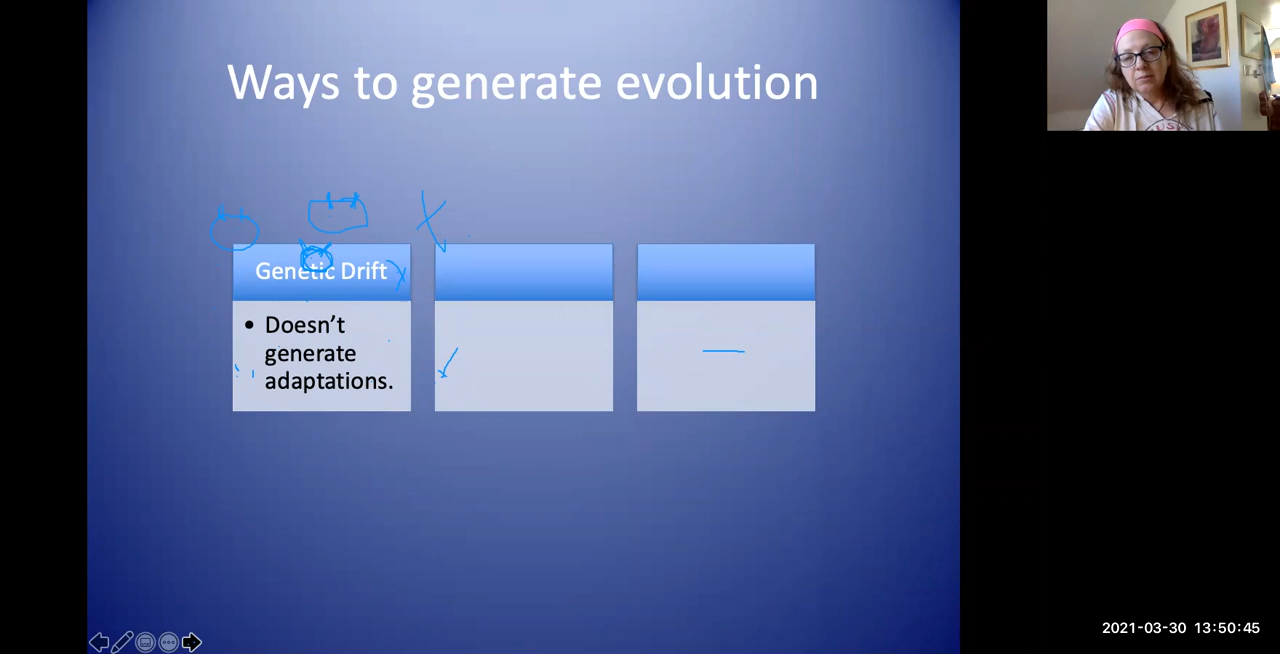 Ways to generate evolution
Genetic Drift
• Doesn't
generate
adaptations.
2021-03-30 13:50:45